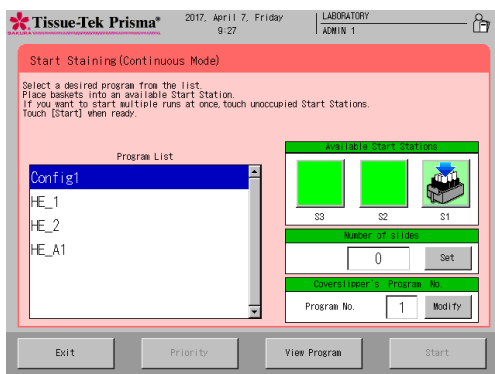 Tissue-Tek Prisma®
SAKURA
2017, April 7, Friday
9:27
LABORATORY
ADMIN 1
Start Staining(Continuous Mode)
Select a desired program from the list.
Place baskets into an available Start Station.
If you want to start multiple runs at once,touch unoccupied Start Stations.
Touch [Start] when ready.
Program List
Config1
HE_1
HE_2
HE_A1
Available Start Stations
S3 S2 S1
Number of slides
0 Set
Coverslipper's Program No.
Program No. 1 Modify
Exit Priority View Program Start